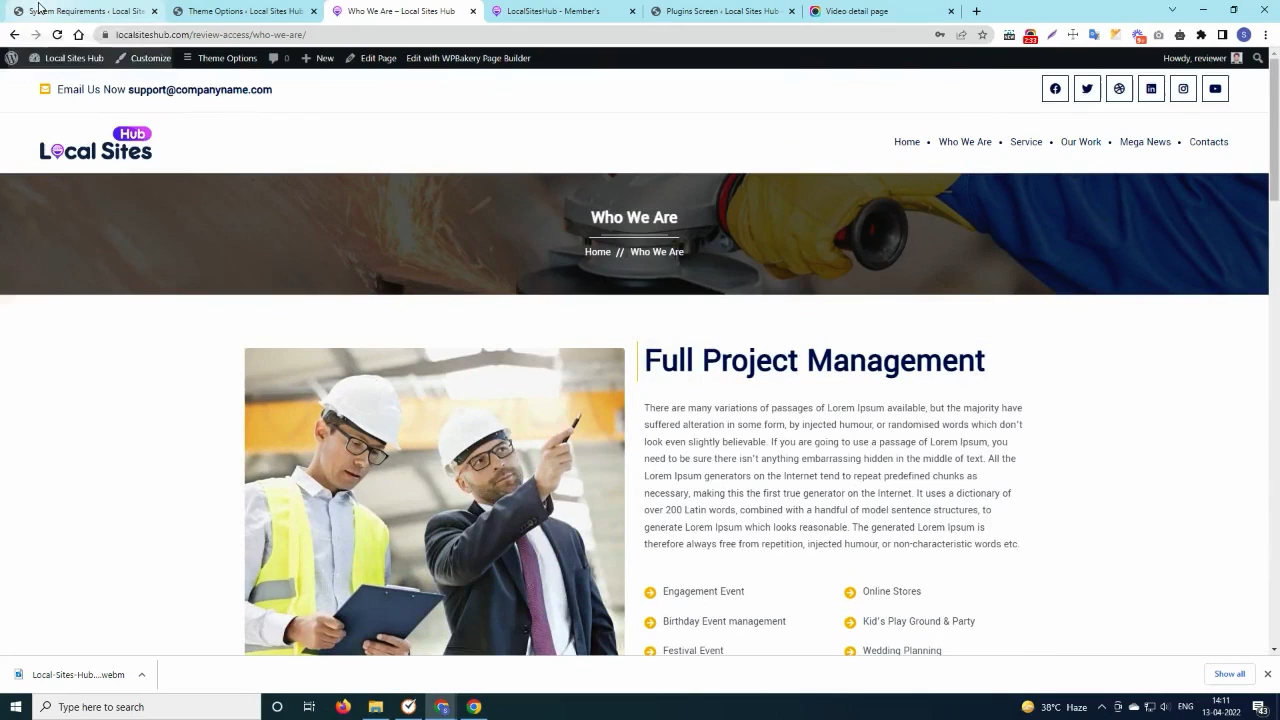 System Requirements ‹ Local Site
Theme Options ‹ Local Sites Hub
Who We Are – Local Sites Hub
LocalSitesHub - Member's
Plugins Screen ‹ Local Sites Hub
Video detail page
localsiteshub.com/review-access/who-we-are/
2:33
S
Local Sites Hub
Customize
Theme Options
0
New
Edit Page
Edit with WPBakery Page Builder
Howdy, reviewer
Email Us Now support@companyname.com
Hub
Local Sites
Home
Who We Are
Service
Our Work
Mega News
Contacts
Who We Are
Home // Who We Are
Full Project Management
There are many variations of passages of Lorem Ipsum available, but the majority have
suffered alteration in some form, by injected humour, or randomised words which don't
look even slightly believable. If you are going to use a passage of Lorem Ipsum, you
need to be sure there isn't anything embarrassing hidden in the middle of text. All the
Lorem Ipsum generators on the Internet tend to repeat predefined chunks as
necessary, making this the first true generator on the Internet. It uses a dictionary of
over 200 Latin words, combined with a handful of model sentence structures, to
generate Lorem Ipsum which looks reasonable. The generated Lorem Ipsum is
therefore always free from repetition, injected humour, or non-characteristic words etc.
Engagement Event
Online Stores
Birthday Event management
Kid's Play Ground & Party
Festival Event
Wedding Planning
Local-Sites-Hub....webm
Show all
Type here to search
38°C Haze
ENG
14:11
13-04-2022